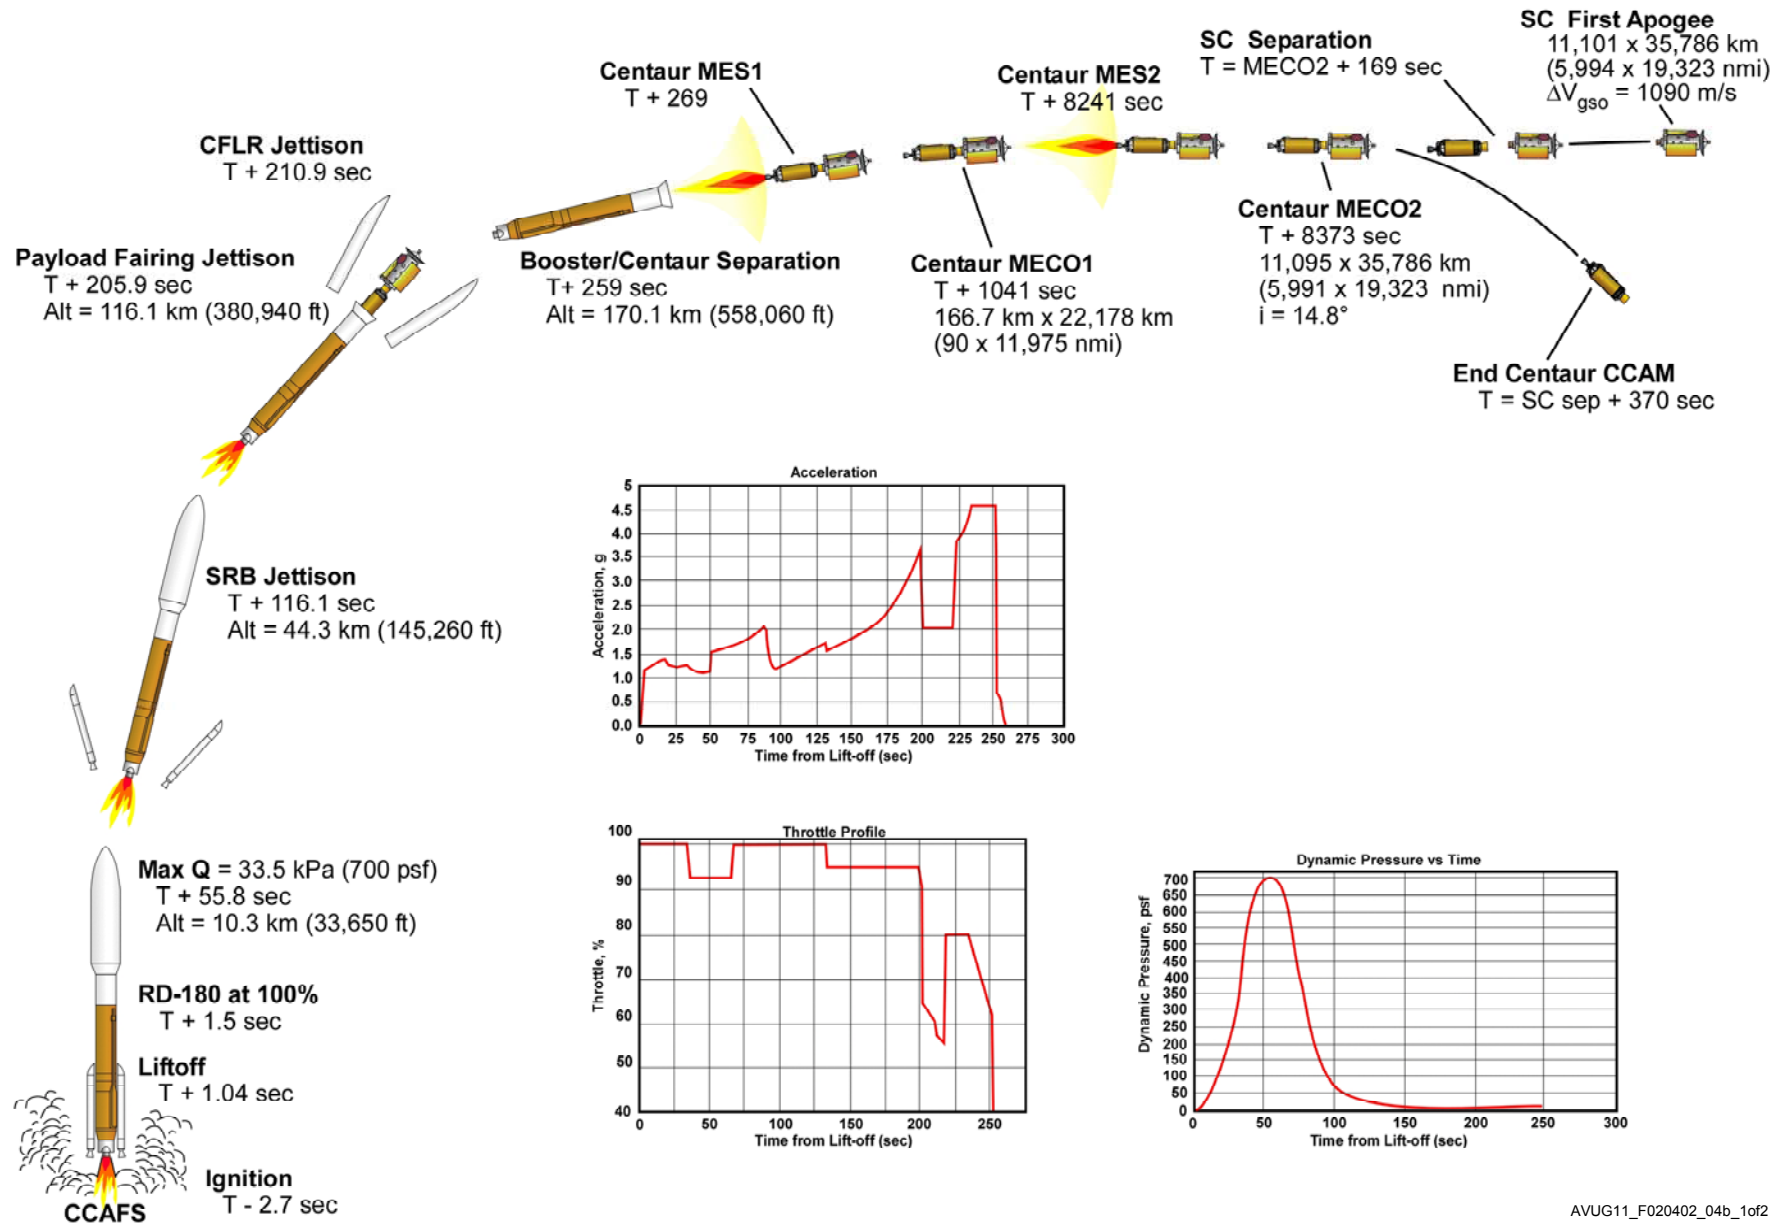 SC First Apogee
11,101 x 35,786 km
(5,994 x 19,323 nmi)
ΔVgso = 1090 m/s
SC Separation
T = MECO2 + 169 sec
Centaur MES1
T + 269
Centaur MES2
T + 8241 sec
CFLR Jettison
T + 210.9 sec
Payload Fairing Jettison
T + 205.9 sec
Alt = 116.1 km (380,940 ft)
Booster/Centaur Separation
T+ 259 sec
Alt = 170.1 km (558,060 ft)
Centaur MECO1
T + 1041 sec
166.7 km x 22,178 km
(90 x 11,975 nmi)
Centaur MECO2
T + 8373 sec
11,095 x 35,786 km
(5,991 x 19,323 nmi)
i = 14.8°
End Centaur CCAM
T = SC sep + 370 sec
SRB Jettison
T + 116.1 sec
Alt = 44.3 km (145,260 ft)
Max Q = 33.5 kPa (700 psf)
T + 55.8 sec
Alt = 10.3 km (33,650 ft)
RD-180 at 100%
T + 1.5 sec
Liftoff
T + 1.04 sec
Ignition
T - 2.7 sec
CCAFS
Acceleration
Acceleration, g
5
4.5
4.0
3.5
3.0
2.5
2.0
1.5
1.0
0.5
0.0
0 25 50 75 100 125 150 175 200 225 250 275 300
Time from Lift-off (sec)
Throttle Profile
Throttle, %
100
90
80
70
60
50
40
0 50 100 150 200 250
Time from Lift-off (sec)
Dynamic Pressure vs Time
Dynamic Pressure, psf
700
650
600
550
500
450
400
350
300
250
200
150
100
50
0
0 50 100 150 200 250 300
Time from Lift-off (sec)
AVUG11_F020402_04b_1of2